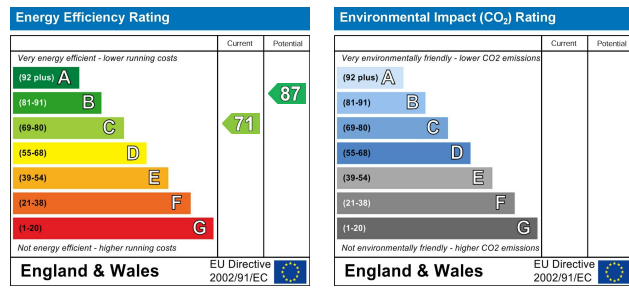 Energy Efficiency Rating
Current Potential
Very energy efficient - lower running costs
(92 plus) A
(81-91) B
(69-80) C
(55-68) D
(39-54) E
(21-38) F
(1-20) G
71
87
Not energy efficient - higher running costs
England & Wales
EU Directive
2002/91/EC
Environmental Impact (CO₂) Rating
Current Potential
Very environmentally friendly - lower CO2 emissions
(92 plus) A
(81-91) B
(69-80) C
(55-68) D
(39-54) E
(21-38) F
(1-20) G
Not environmentally friendly - higher CO2 emissions
England & Wales
EU Directive
2002/91/EC